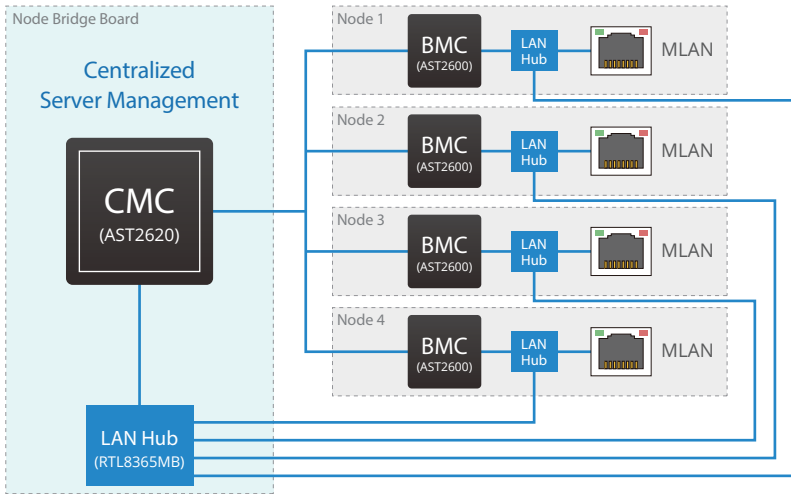 Node Bridge Board
Centralized
Server Management
CMC
(AST2620)
LAN Hub
(RTL8365MB)
Node 1
BMC
(AST2600)
LAN
Hub
MLAN
Node 2
BMC
(AST2600)
LAN
Hub
MLAN
Node 3
BMC
(AST2600)
LAN
Hub
MLAN
Node 4
BMC
(AST2600)
LAN
Hub
MLAN